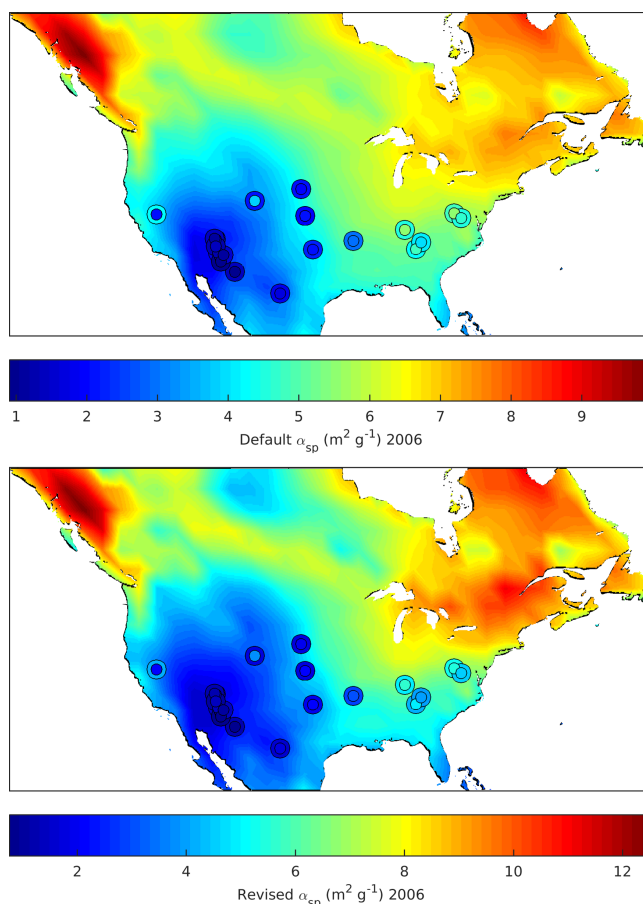 1 2 3 4 5 6 7 8 9
Default α_sp (m² g⁻¹) 2006
2 4 6 8 10 12
Revised α_sp (m² g⁻¹) 2006